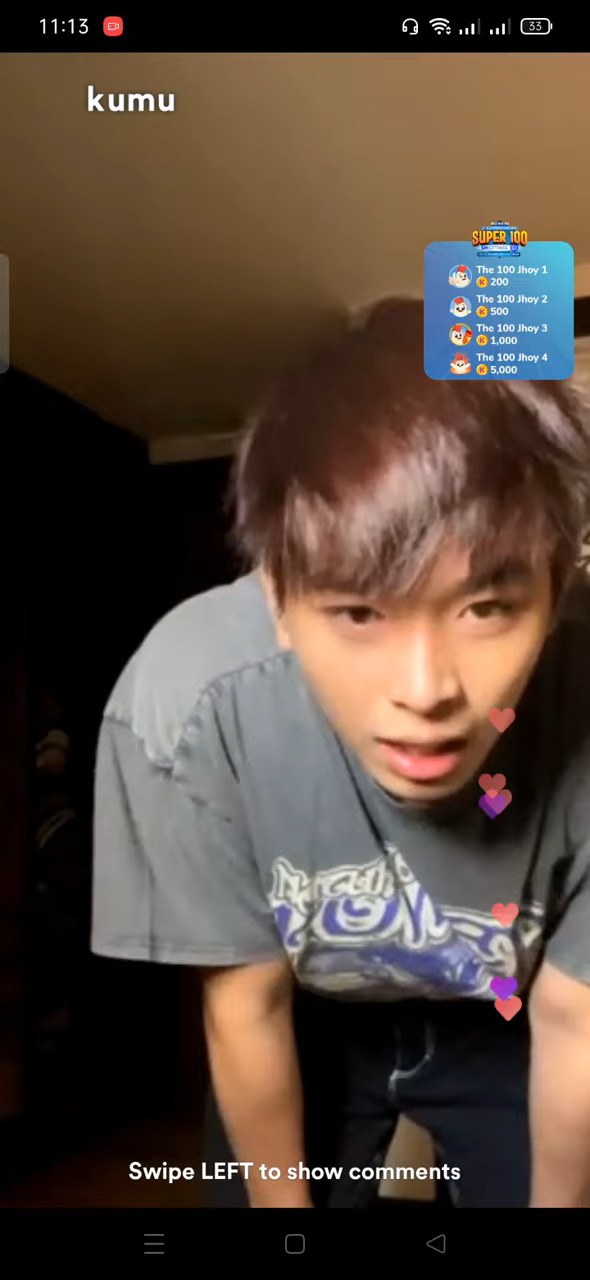 11:13
33
kumu
SUPER 100
The 100 Jhoy 1
200
The 100 Jhoy 2
500
The 100 Jhoy 3
1,000
The 100 Jhoy 4
5,000
Swipe LEFT to show comments